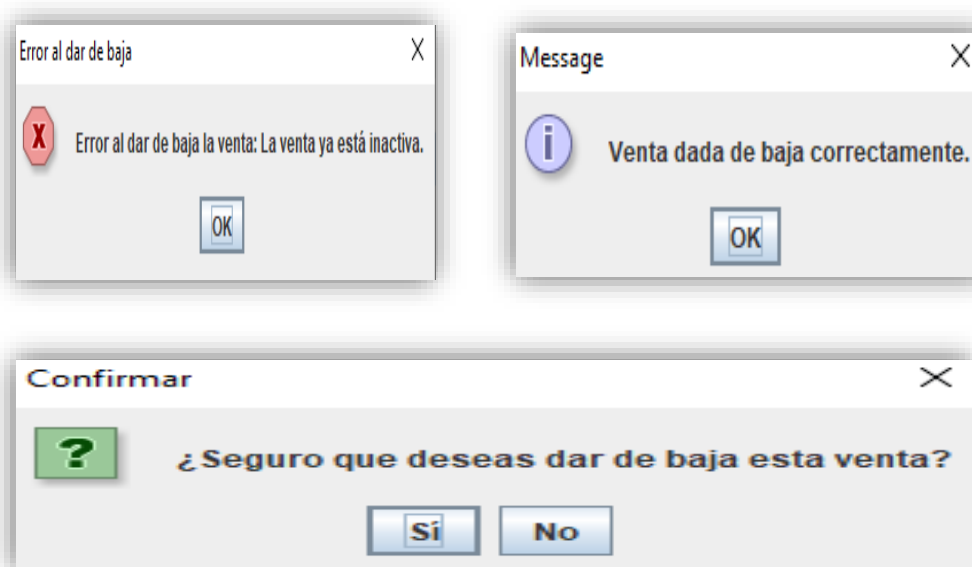 Error al dar de baja X
X Error al dar de baja la venta: La venta ya está inactiva.
OK
Message X
i Venta dada de baja correctamente.
OK
Confirmar X
? ¿Seguro que deseas dar de baja esta venta?
Sí No